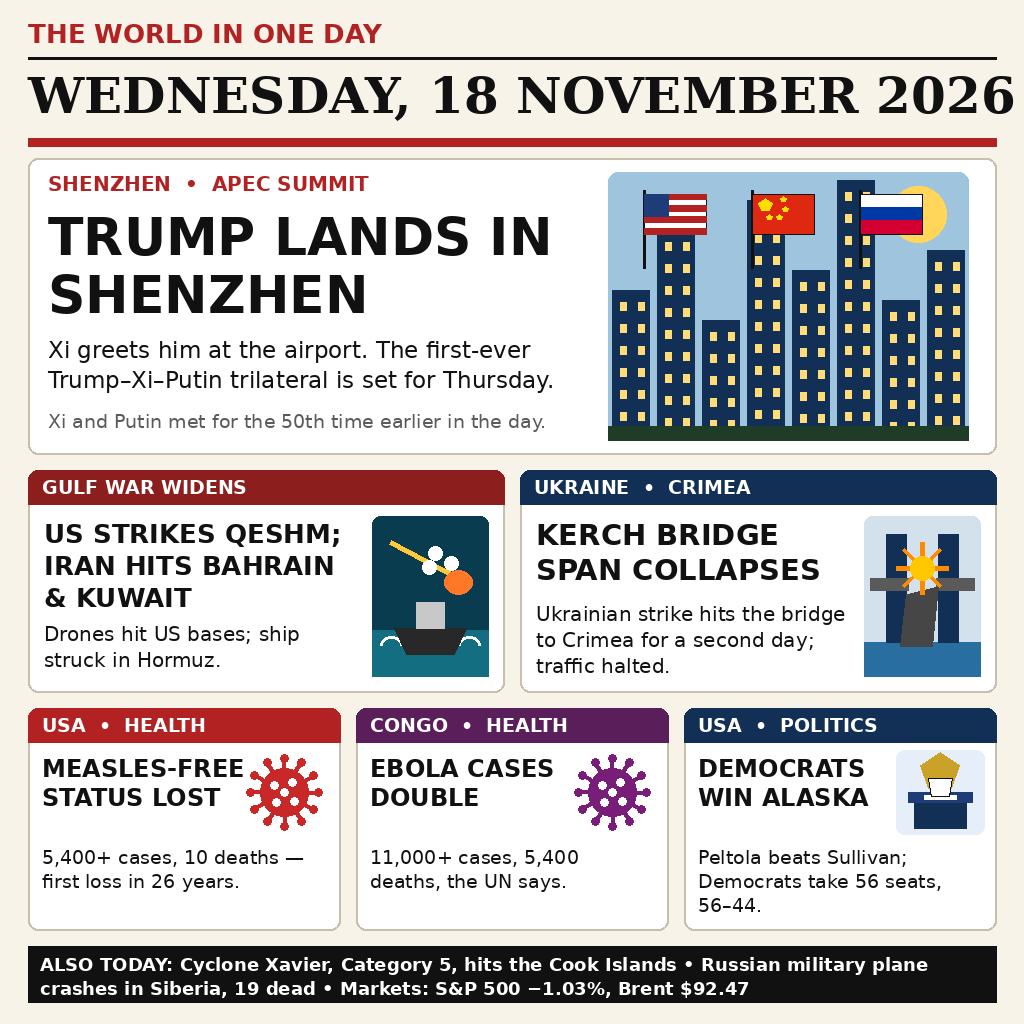 THE WORLD IN ONE DAY
WEDNESDAY, 18 NOVEMBER 2026
SHENZHEN • APEC SUMMIT
TRUMP LANDS IN
SHENZHEN
Xi greets him at the airport. The first-ever
Trump–Xi–Putin trilateral is set for Thursday.
Xi and Putin met for the 50th time earlier in the day.
GULF WAR WIDENS
US STRIKES QESHM;
IRAN HITS BAHRAIN
& KUWAIT
Drones hit US bases; ship
struck in Hormuz.
UKRAINE • CRIMEA
KERCH BRIDGE
SPAN COLLAPSES
Ukrainian strike hits the bridge
to Crimea for a second day;
traffic halted.
USA • HEALTH
MEASLES-FREE
STATUS LOST
5,400+ cases, 10 deaths —
first loss in 26 years.
CONGO • HEALTH
EBOLA CASES
DOUBLE
11,000+ cases, 5,400
deaths, the UN says.
USA • POLITICS
DEMOCRATS
WIN ALASKA
Peltola beats Sullivan;
Democrats take 56 seats,
56–44.
ALSO TODAY: Cyclone Xavier, Category 5, hits the Cook Islands • Russian military plane
crashes in Siberia, 19 dead • Markets: S&P 500 −1.03%, Brent $92.47